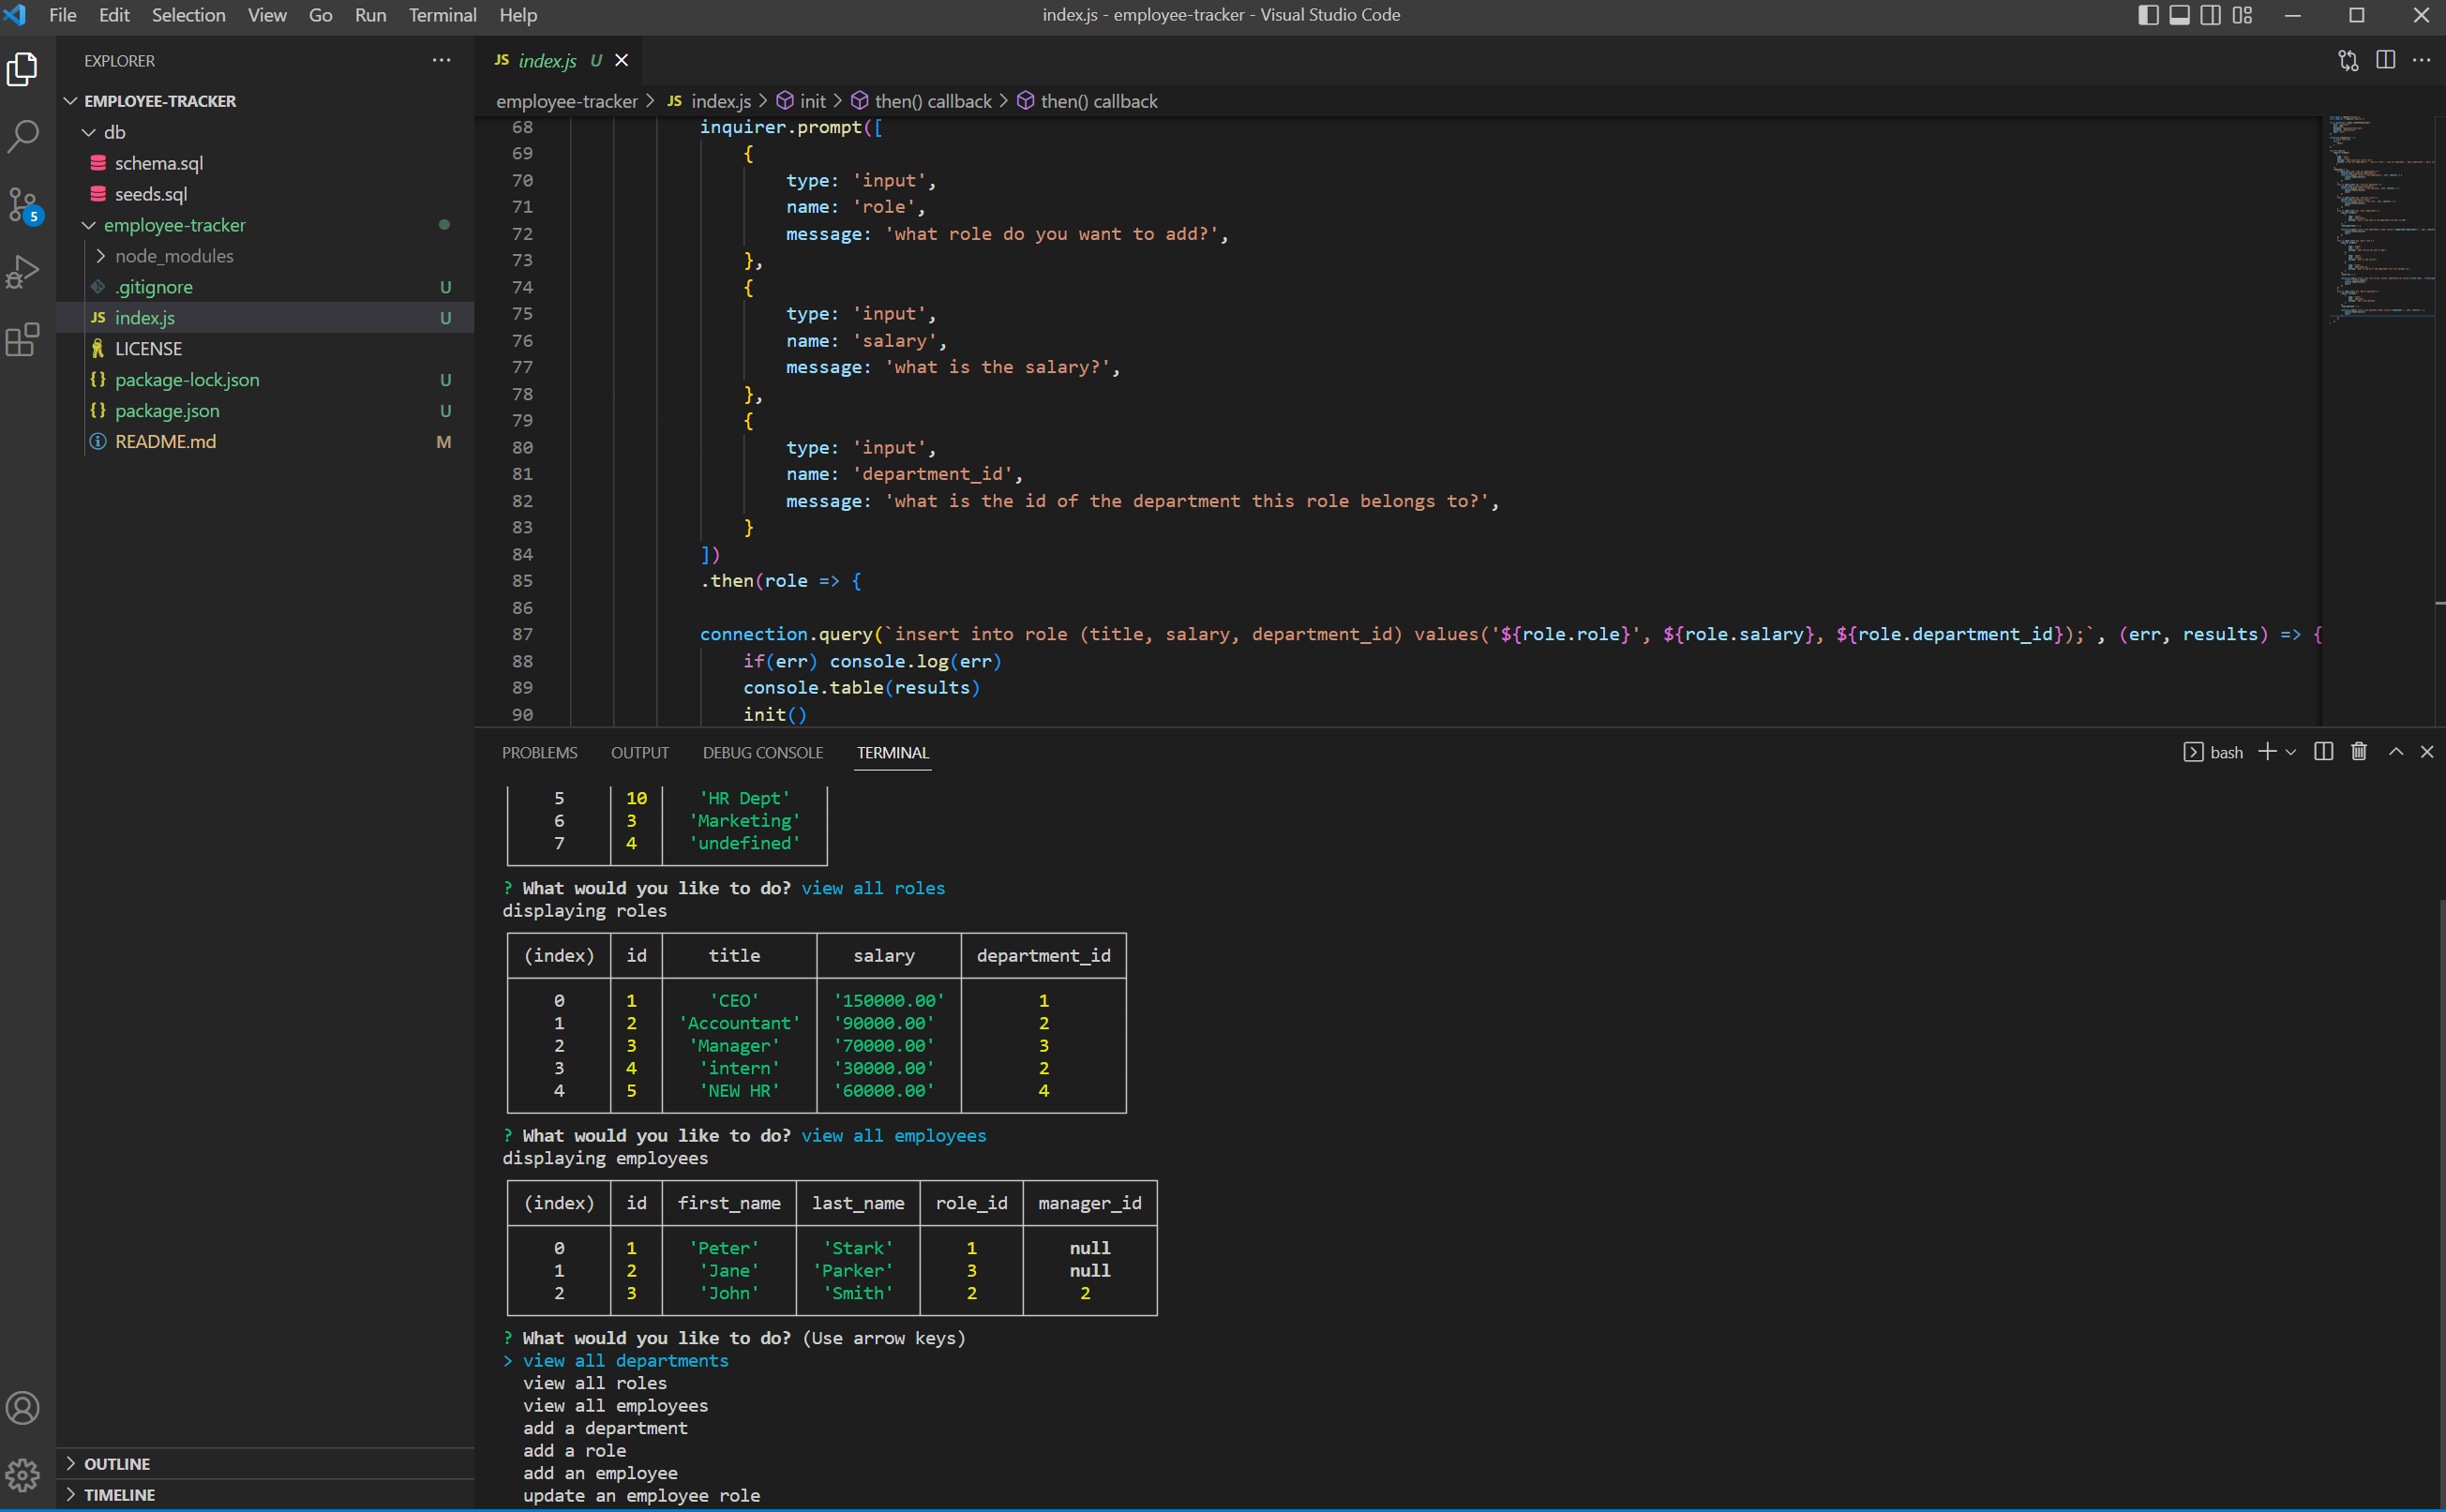 File Edit Selection View Go Run Terminal Help
index.js - employee-tracker - Visual Studio Code
EXPLORER
EMPLOYEE-TRACKER
db
schema.sql
seeds.sql
employee-tracker
node_modules
.gitignore U
JS index.js U
LICENSE
{} package-lock.json U
{} package.json U
README.md M
5
OUTLINE
TIMELINE
JS index.js U
employee-tracker > JS index.js > init > then() callback > then() callback
68 inquirer.prompt([
69 {
70 type: 'input',
71 name: 'role',
72 message: 'what role do you want to add?',
73 },
74 {
75 type: 'input',
76 name: 'salary',
77 message: 'what is the salary?',
78 },
79 {
80 type: 'input',
81 name: 'department_id',
82 message: 'what is the id of the department this role belongs to?',
83 }
84 ])
85 .then(role => {
86
87 connection.query(`insert into role (title, salary, department_id) values('${role.role}', ${role.salary}, ${role.department_id});`, (err, results) => {
88 if(err) console.log(err)
89 console.table(results)
90 init()
PROBLEMS OUTPUT DEBUG CONSOLE TERMINAL
bash
5 10 'HR Dept'
6 3 'Marketing'
7 4 'undefined'
? What would you like to do? view all roles
displaying roles
(index) id title salary department_id
0 1 'CEO' '150000.00' 1
1 2 'Accountant' '90000.00' 2
2 3 'Manager' '70000.00' 3
3 4 'intern' '30000.00' 2
4 5 'NEW HR' '60000.00' 4
? What would you like to do? view all employees
displaying employees
(index) id first_name last_name role_id manager_id
0 1 'Peter' 'Stark' 1 null
1 2 'Jane' 'Parker' 3 null
2 3 'John' 'Smith' 2 2
? What would you like to do? (Use arrow keys)
> view all departments
view all roles
view all employees
add a department
add a role
add an employee
update an employee role